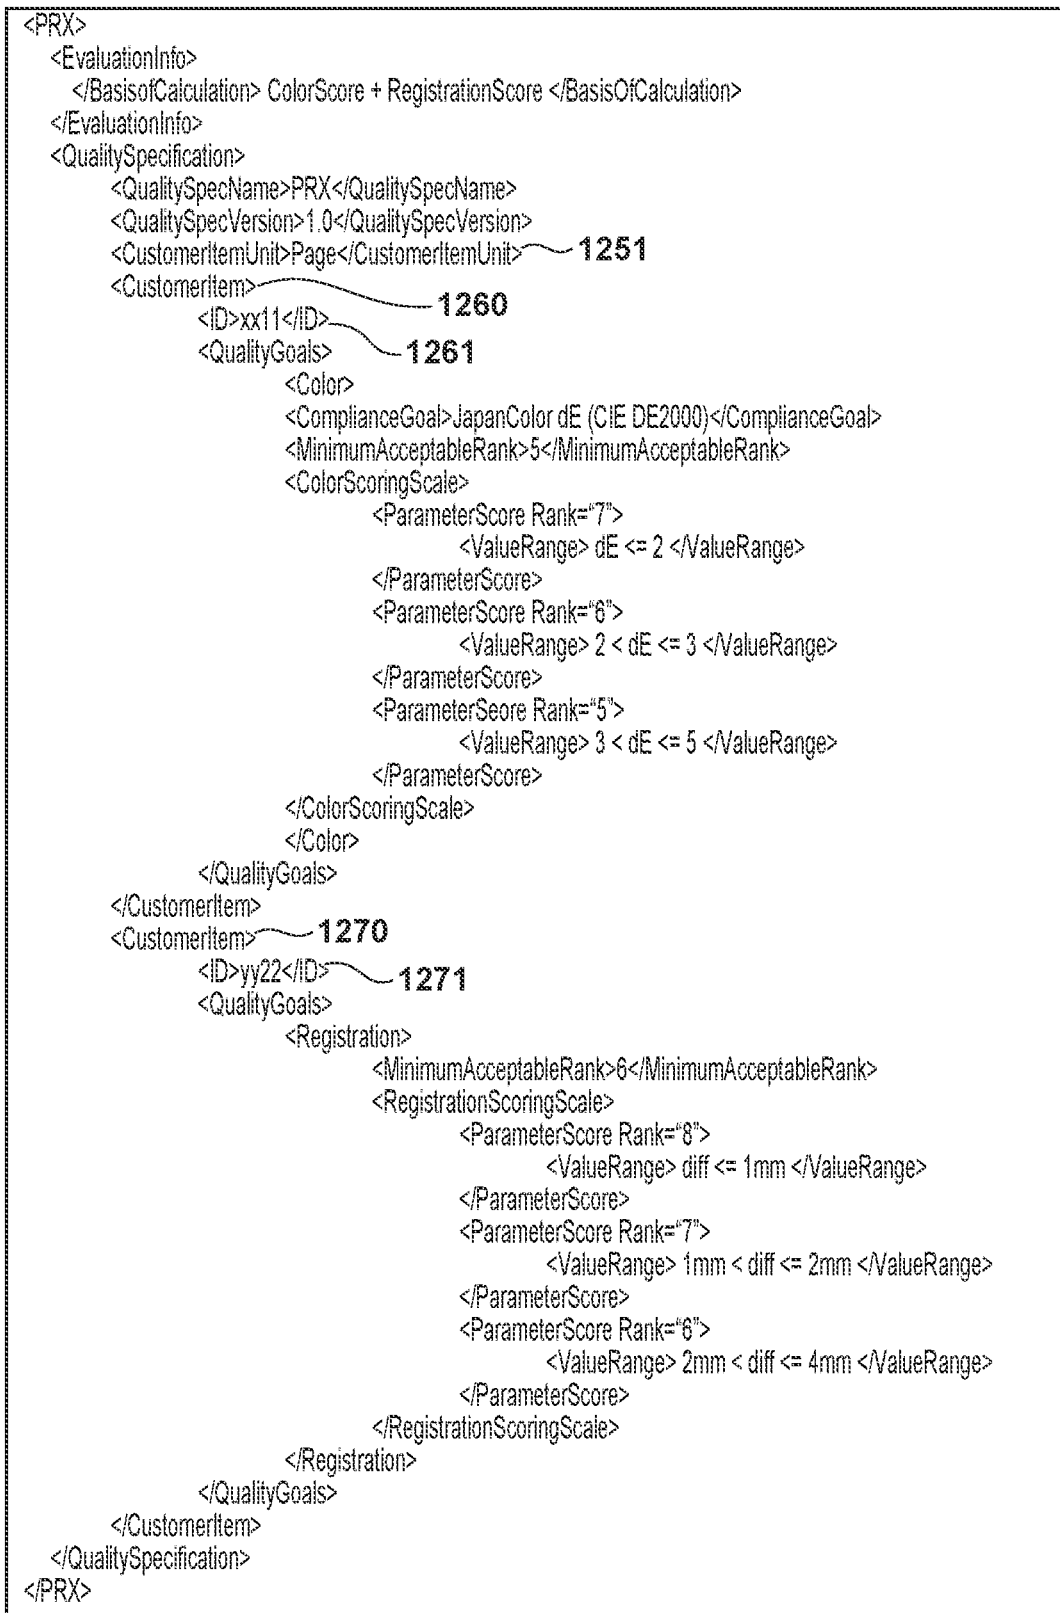 <PRX>
<EvaluationInfo>
</BasisofCalculation> ColorScore + RegistrationScore </BasisOfCalculation>
</EvaluationInfo>
<QualitySpecification>
<QualitySpecName>PRX</QualitySpecName>
<QualitySpecVersion>1.0</QualitySpecVersion>
<CustomerItemUnit>Page</CustomerItemUnit> 1251
<CustomerItem> 1260
<ID>xx11</ID>
<QualityGoals> 1261
<Color>
<ComplianceGoal>JapanColor dE (CIE DE2000)</ComplianceGoal>
<MinimumAcceptableRank>5</MinimumAcceptableRank>
<ColorScoringScale>
<ParameterScore Rank="7">
<ValueRange> dE <= 2 </ValueRange>
</ParameterScore>
<ParameterScore Rank="6">
<ValueRange> 2 < dE <= 3 </ValueRange>
</ParameterScore>
<ParameterSeore Rank="5">
<ValueRange> 3 < dE <= 5 </ValueRange>
</ParameterScore>
</ColorScoringScale>
</Color>
</QualityGoals>
</CustomerItem>
<CustomerItem> 1270
<ID>yy22</ID> 1271
<QualityGoals>
<Registration>
<MinimumAcceptableRank>6</MinimumAcceptableRank>
<RegistrationScoringScale>
<ParameterScore Rank="8">
<ValueRange> diff <= 1mm </ValueRange>
</ParameterScore>
<ParameterScore Rank="7">
<ValueRange> 1mm < diff <= 2mm </ValueRange>
</ParameterScore>
<ParameterScore Rank="6">
<ValueRange> 2mm < diff <= 4mm </ValueRange>
</ParameterScore>
</RegistrationScoringScale>
</Registration>
</QualityGoals>
</CustomerItem>
</QualitySpecification>
</PRX>